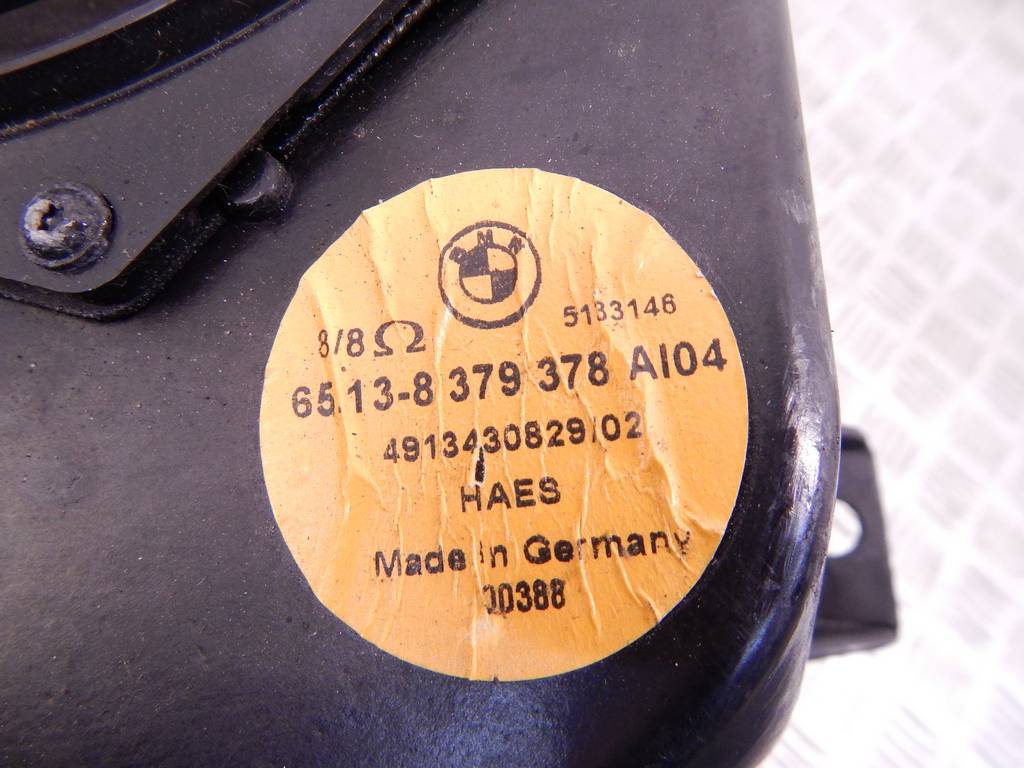 BMW
8/8 Ω 5133146
65.13-8 379 378 AI04
4913430829/02
HAES
Made in Germany
00388